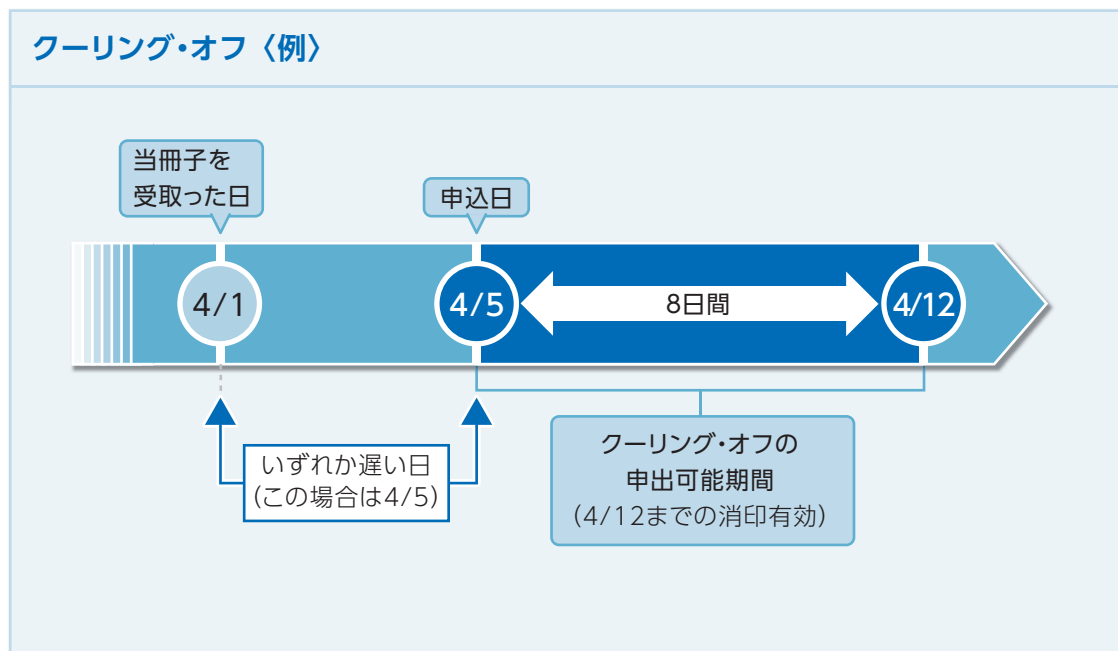 クーリング・オフ〈例〉
当冊子を
受取った日
申込日
4/1
4/5
8日間
4/12
いずれか遅い日
(この場合は4/5)
クーリング・オフの
申出可能期間
(4/12までの消印有効)